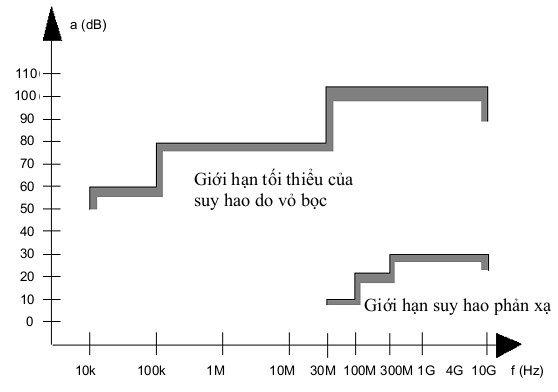 a (dB)
110
100
90
80
70
60
50
40
30
20
10
0
Giới hạn tối thiểu của
suy hao do vỏ bọc
Giới hạn suy hao phản xạ
10k 100k 1M 10M 30M 100M 300M 1G 4G 10G f (Hz)